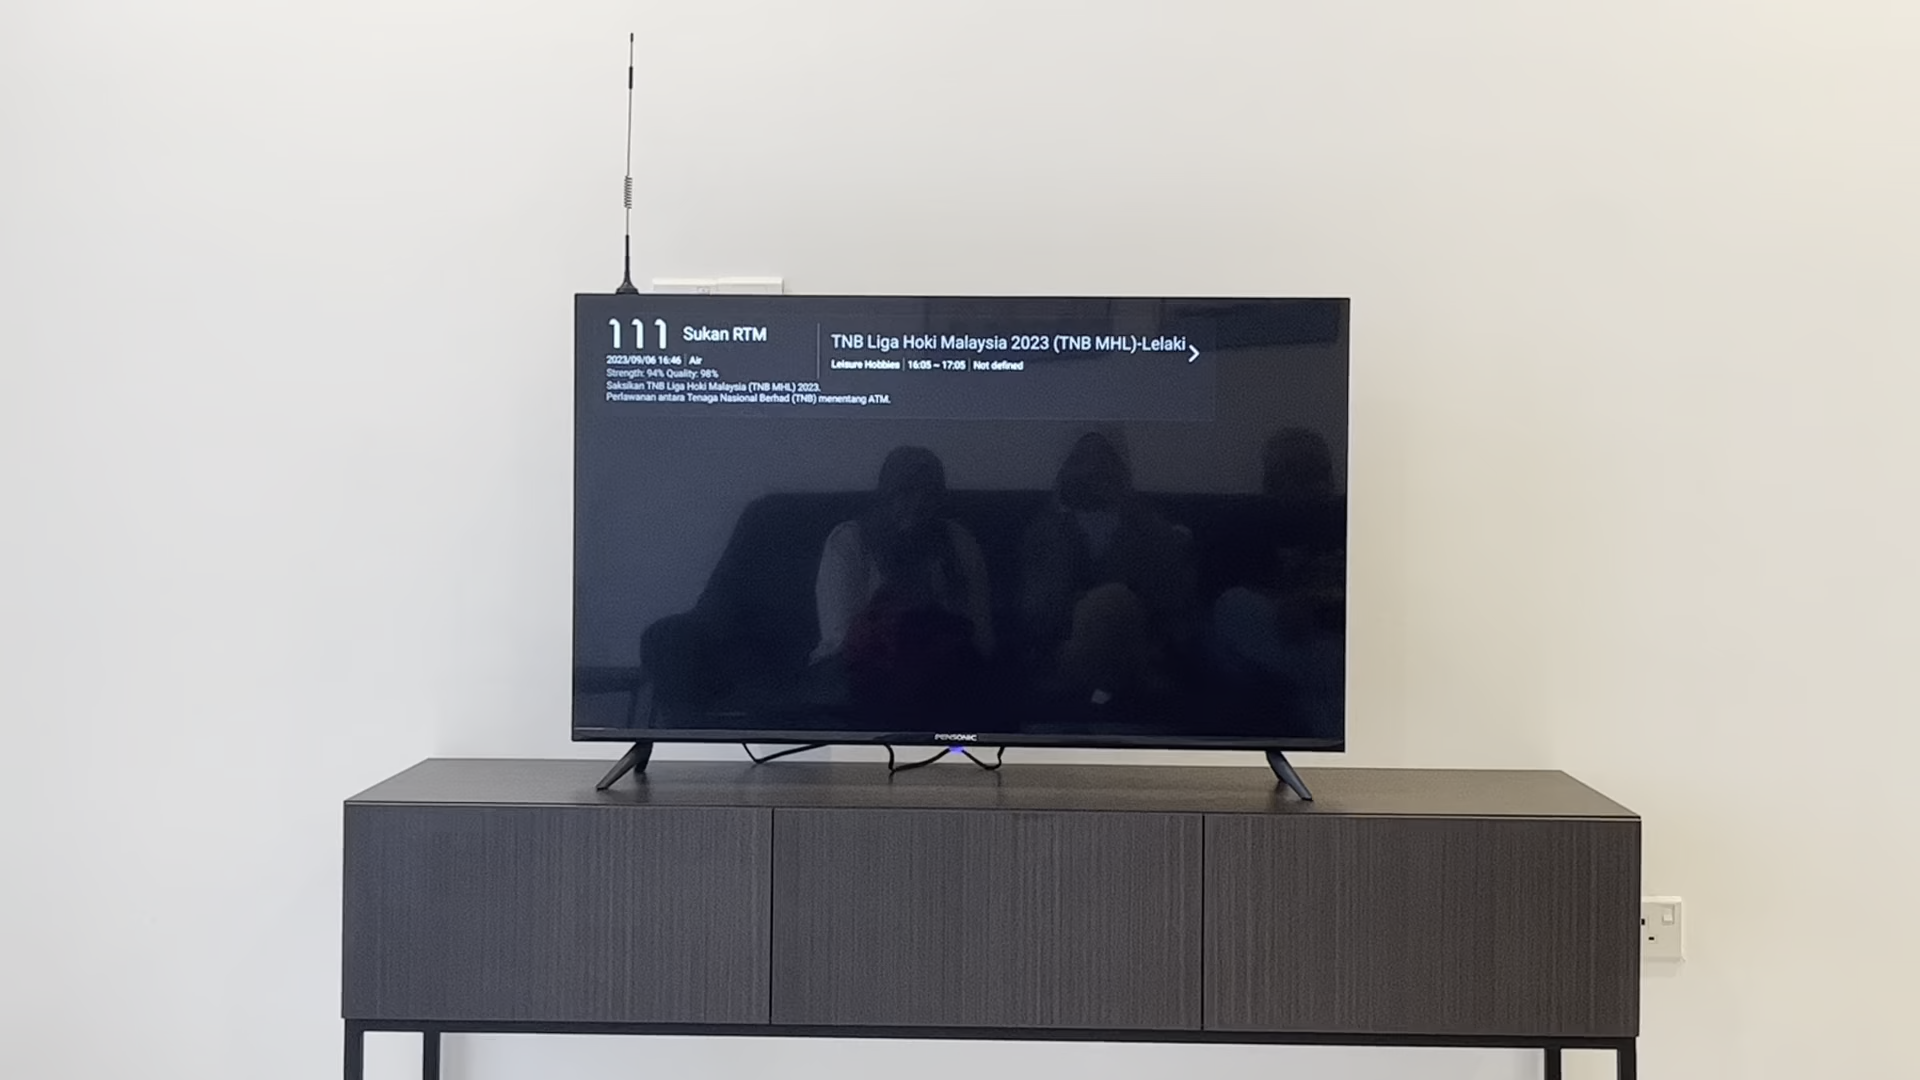 111 Sukan RTM
2023/09/06 16:46 Air
Strength: 94% Quality: 98%
Saksikan TNB Liga Hoki Malaysia (TNB MHL) 2023.
Perlawanan antara Tenaga Nasional Berhad (TNB) menentang ATM.
TNB Liga Hoki Malaysia 2023 (TNB MHL)-Lelaki
Leisure Hobbies 16:05 ~ 17:05 Not defined
PENSONIC